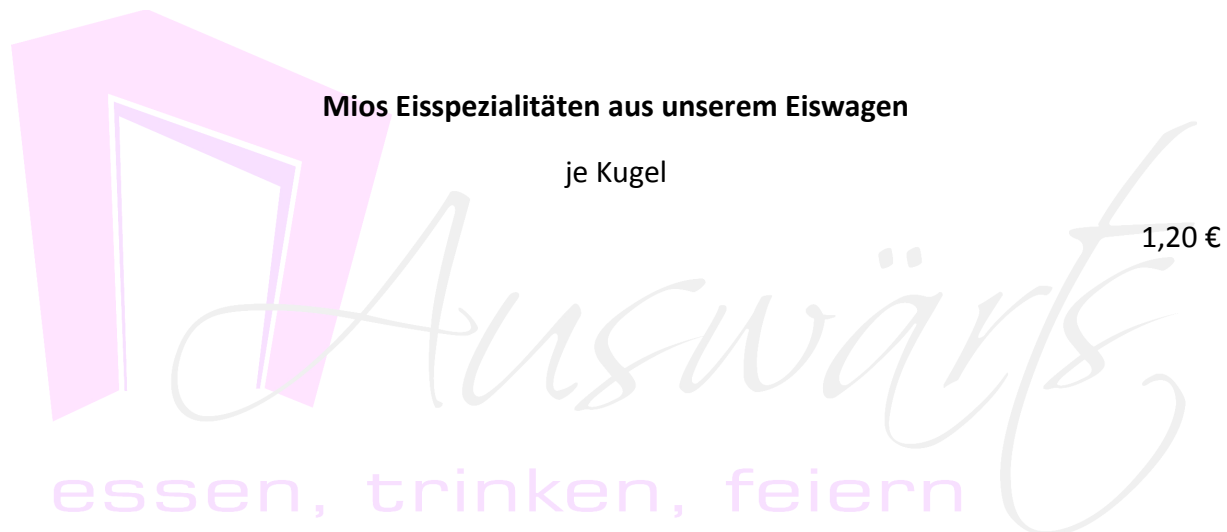 Mios Eisspezialitäten aus unserem Eiswagen
je Kugel
1,20 €
Auswärts
essen, trinken, feiern